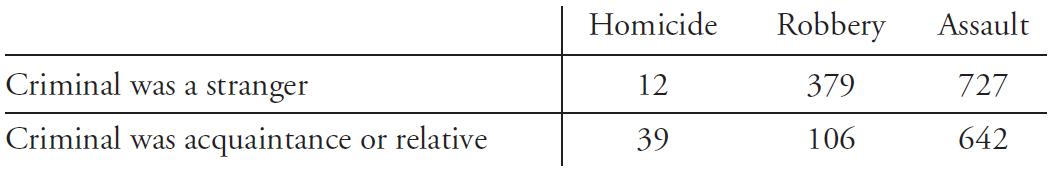 Homicide Robbery Assault
Criminal was a stranger 12 379 727
Criminal was acquaintance or relative 39 106 642